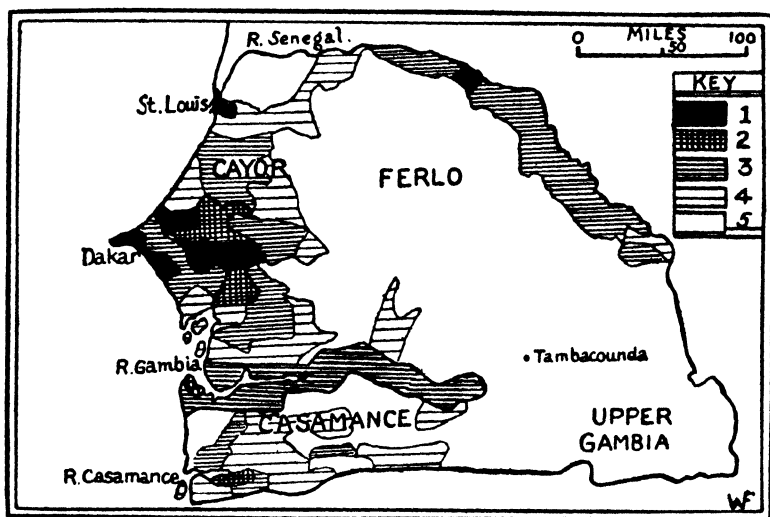 R. Senegal.
MILES
0 50 100
KEY
St. Louis
1
2
CAYOR
3
FERLO
4
5
Dakar
R. Gambia
Tambacounda
CASAMANCE
UPPER
GAMBIA
R. Casamance
WF